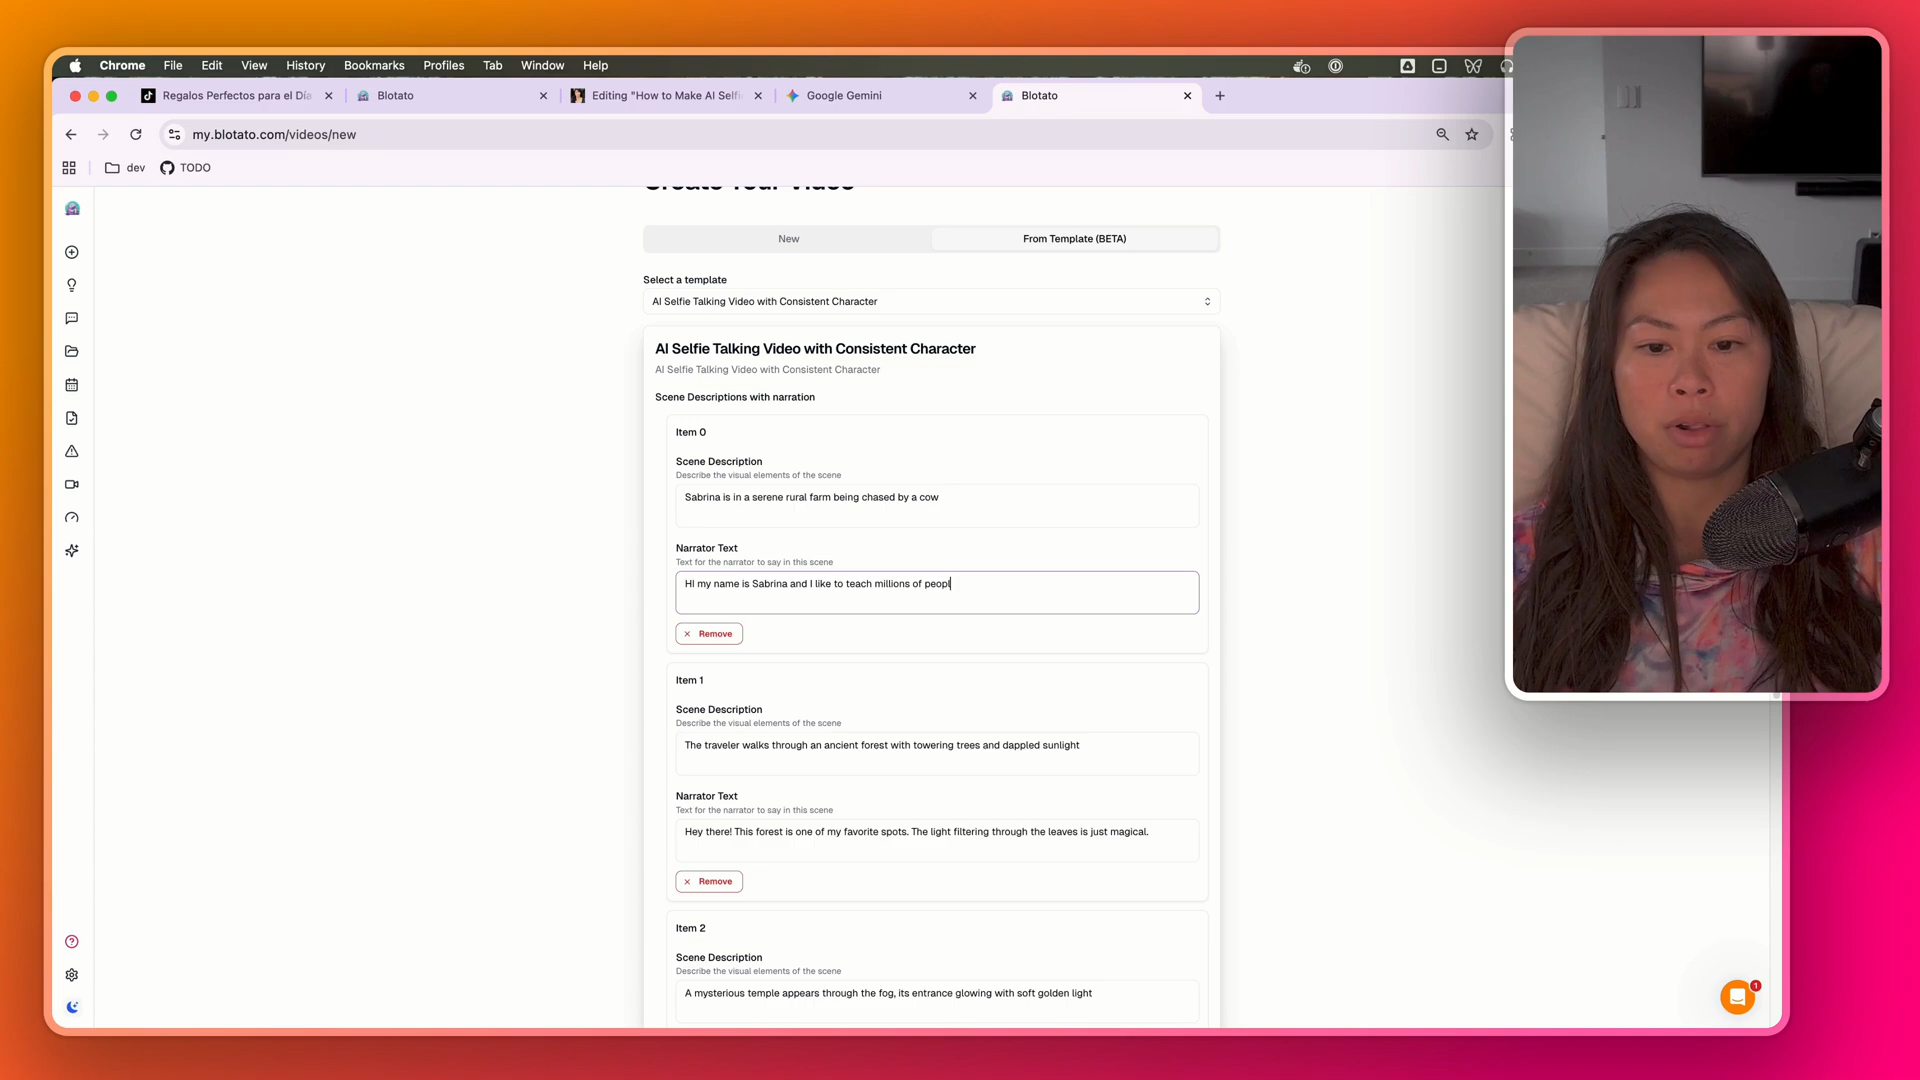 Chrome File Edit View History Bookmarks Profiles Tab Window Help
Regalos Perfectos para el Día
Blotato
Editing "How to Make AI Selfi
Google Gemini
Blotato
my.blotato.com/videos/new
dev
TODO
Create Your Video
New
From Template (BETA)
Select a template
AI Selfie Talking Video with Consistent Character
AI Selfie Talking Video with Consistent Character
AI Selfie Talking Video with Consistent Character
Scene Descriptions with narration
Item 0
Scene Description
Describe the visual elements of the scene
Sabrina is in a serene rural farm being chased by a cow
Narrator Text
Text for the narrator to say in this scene
HI my name is Sabrina and I like to teach millions of peopl
Remove
Item 1
Scene Description
Describe the visual elements of the scene
The traveler walks through an ancient forest with towering trees and dappled sunlight
Narrator Text
Text for the narrator to say in this scene
Hey there! This forest is one of my favorite spots. The light filtering through the leaves is just magical.
Remove
Item 2
Scene Description
Describe the visual elements of the scene
A mysterious temple appears through the fog, its entrance glowing with soft golden light
1